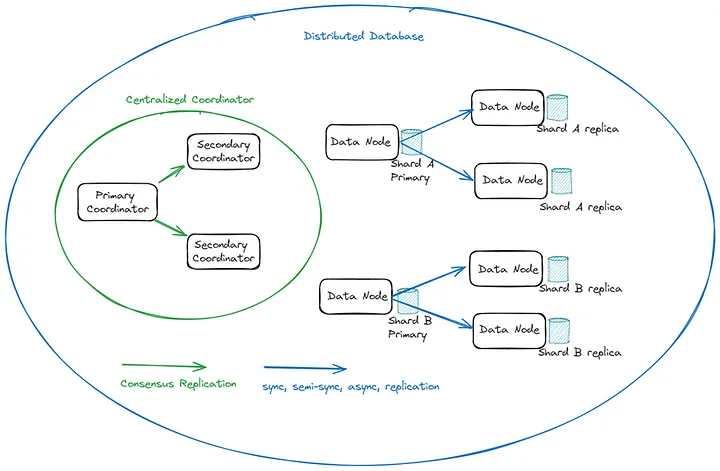 Distributed Database
Centralized Coordinator
Secondary
Coordinator
Primary
Coordinator
Secondary
Coordinator
Data Node
Shard A
Primary
Data Node
Shard A replica
Data Node
Shard A replica
Data Node
Shard B
Primary
Data Node
Shard B replica
Data Node
Shard B replica
Consensus Replication
sync, semi-sync, async, replication